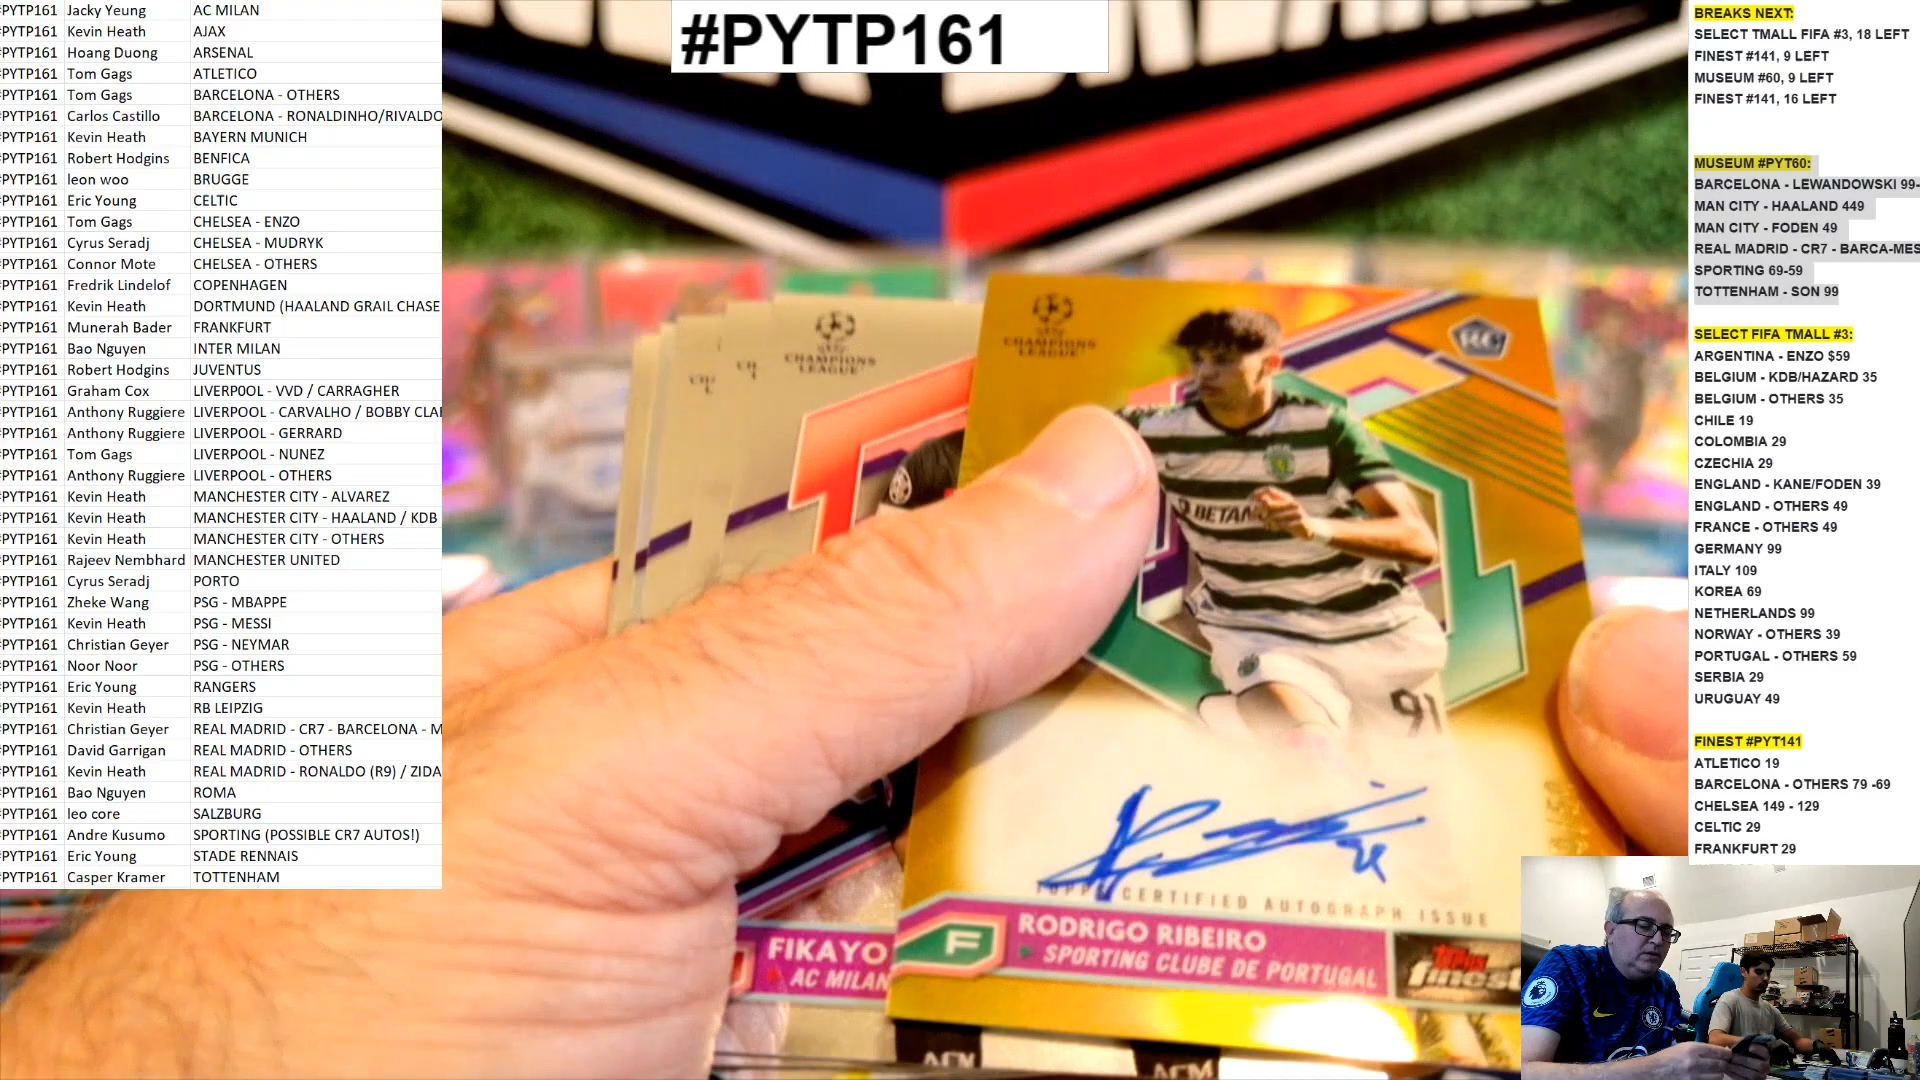 #PYTP161
#PYTP161 Jacky Yeung AC MILAN
#PYTP161 Kevin Heath AJAX
#PYTP161 Hoang Duong ARSENAL
#PYTP161 Tom Gags ATLETICO
#PYTP161 Tom Gags BARCELONA - OTHERS
#PYTP161 Carlos Castillo BARCELONA - RONALDINHO/RIVALDO
#PYTP161 Kevin Heath BAYERN MUNICH
#PYTP161 Robert Hodgins BENFICA
#PYTP161 leon woo BRUGGE
#PYTP161 Eric Young CELTIC
#PYTP161 Tom Gags CHELSEA - ENZO
#PYTP161 Cyrus Seradj CHELSEA - MUDRYK
#PYTP161 Connor Mote CHELSEA - OTHERS
#PYTP161 Fredrik Lindelof COPENHAGEN
#PYTP161 Kevin Heath DORTMUND (HAALAND GRAIL CHASE
#PYTP161 Munerah Bader FRANKFURT
#PYTP161 Bao Nguyen INTER MILAN
#PYTP161 Robert Hodgins JUVENTUS
#PYTP161 Graham Cox LIVERP0OL - VVD / CARRAGHER
#PYTP161 Anthony Ruggiere LIVERPOOL - CARVALHO / BOBBY CLA
#PYTP161 Anthony Ruggiere LIVERPOOL - GERRARD
#PYTP161 Tom Gags LIVERPOOL - NUNEZ
#PYTP161 Anthony Ruggiere LIVERPOOL - OTHERS
#PYTP161 Kevin Heath MANCHESTER CITY - ALVAREZ
#PYTP161 Kevin Heath MANCHESTER CITY - HAALAND / KDB
#PYTP161 Kevin Heath MANCHESTER CITY - OTHERS
#PYTP161 Rajeev Nembhard MANCHESTER UNITED
#PYTP161 Cyrus Seradj PORTO
#PYTP161 Zheke Wang PSG - MBAPPE
#PYTP161 Kevin Heath PSG - MESSI
#PYTP161 Christian Geyer PSG - NEYMAR
#PYTP161 Noor Noor PSG - OTHERS
#PYTP161 Eric Young RANGERS
#PYTP161 Kevin Heath RB LEIPZIG
#PYTP161 Christian Geyer REAL MADRID - CR7 - BARCELONA - M
#PYTP161 David Garrigan REAL MADRID - OTHERS
#PYTP161 Kevin Heath REAL MADRID - RONALDO (R9) / ZIDA
#PYTP161 Bao Nguyen ROMA
#PYTP161 leo core SALZBURG
#PYTP161 Andre Kusumo SPORTING (POSSIBLE CR7 AUTOS!)
#PYTP161 Eric Young STADE RENNAIS
#PYTP161 Casper Kramer TOTTENHAM
CHAMPIONS
LEAGUE
CHAMPIONS
LEAGUE
RC
BETANO
91
TOPPS CERTIFIED AUTOGRAPH ISSUE
F
RODRIGO RIBEIRO
SPORTING CLUBE DE PORTUGAL
topps
finest
FIKAYO
AC MILAN
ACM
ACM
BREAKS NEXT:
SELECT TMALL FIFA #3, 18 LEFT
FINEST #141, 9 LEFT
MUSEUM #60, 9 LEFT
FINEST #141, 16 LEFT
MUSEUM #PYT60:
BARCELONA - LEWANDOWSKI 99-
MAN CITY - HAALAND 449
MAN CITY - FODEN 49
REAL MADRID - CR7 - BARCA-MES
SPORTING 69-59
TOTTENHAM - SON 99
SELECT FIFA TMALL #3:
ARGENTINA - ENZO $59
BELGIUM - KDB/HAZARD 35
BELGIUM - OTHERS 35
CHILE 19
COLOMBIA 29
CZECHIA 29
ENGLAND - KANE/FODEN 39
ENGLAND - OTHERS 49
FRANCE - OTHERS 49
GERMANY 99
ITALY 109
KOREA 69
NETHERLANDS 99
NORWAY - OTHERS 39
PORTUGAL - OTHERS 59
SERBIA 29
URUGUAY 49
FINEST #PYT141
ATLETICO 19
BARCELONA - OTHERS 79 -69
CHELSEA 149 - 129
CELTIC 29
FRANKFURT 29